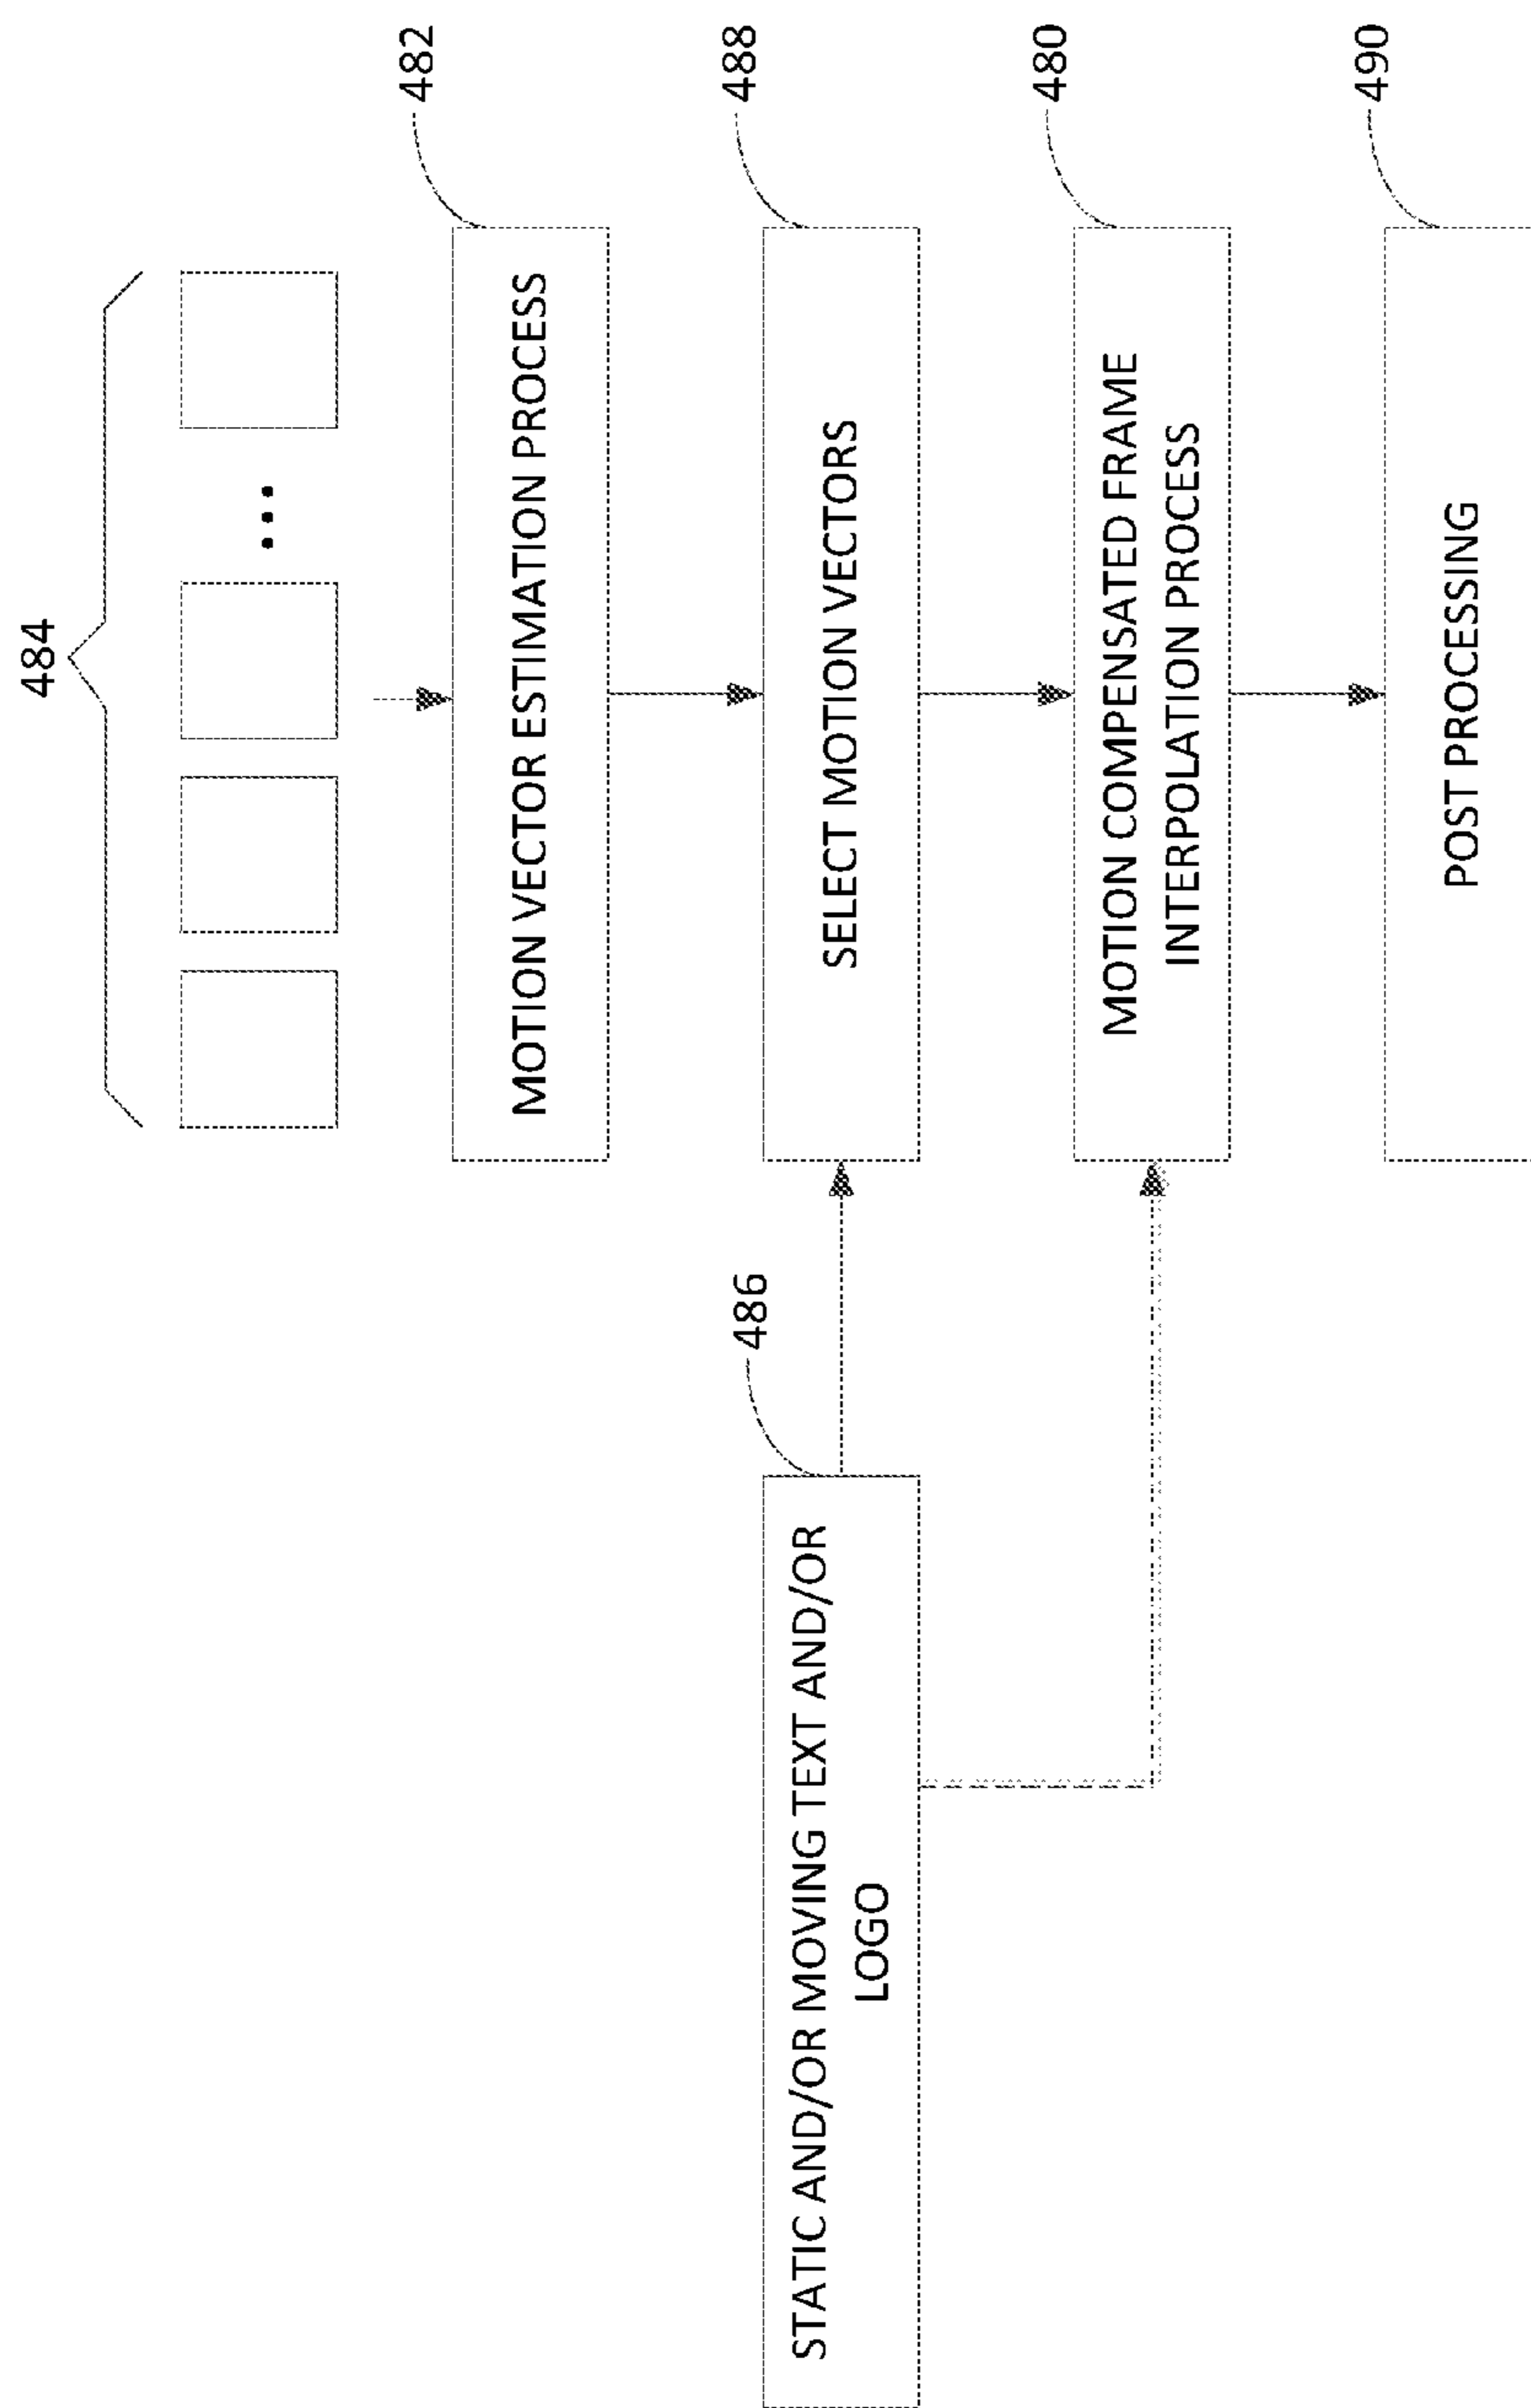 484
482
MOTION VECTOR ESTIMATION PROCESS
486
STATIC AND/OR MOVING TEXT AND/OR
LOGO
488
SELECT MOTION VECTORS
480
MOTION COMPENSATED FRAME
INTERPOLATION PROCESS
490
POST PROCESSING